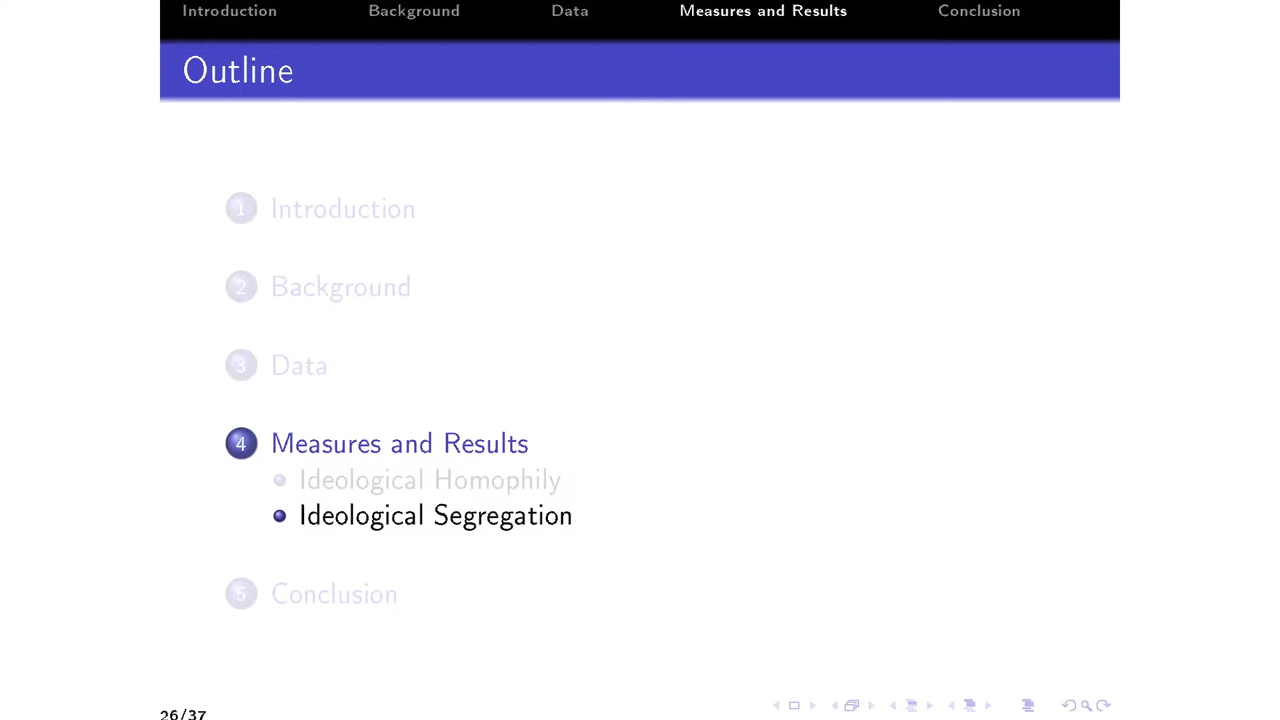 Introduction Background Data Measures and Results Conclusion
Outline
1 Introduction
2 Background
3 Data
4 Measures and Results
Ideological Homophily
Ideological Segregation
5 Conclusion
26/37